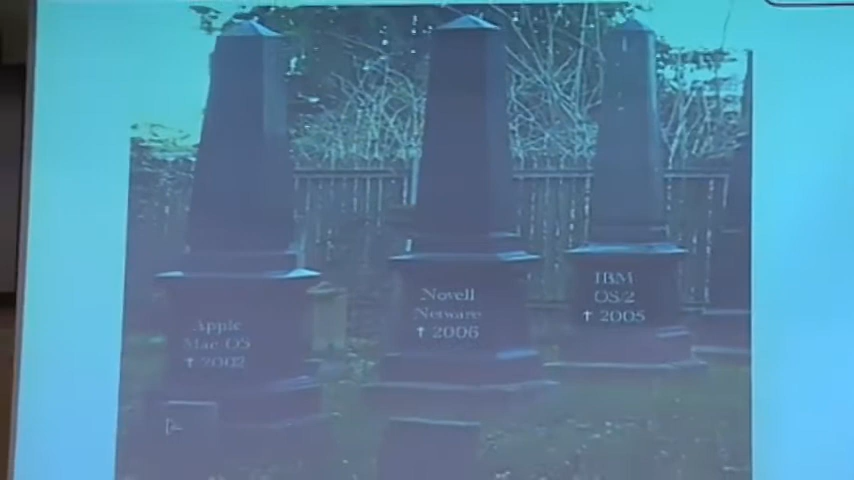 Apple
Mac OS
† 2002
Novell
Netware
† 2006
IBM
OS/2
† 2005